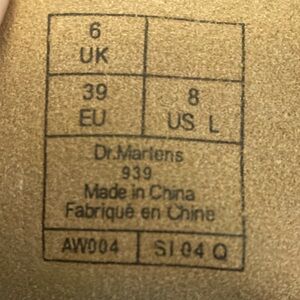 6
UK
39 8
EU US L
Dr.Martens
939
Made in China
Fabriqué en Chine
AW004 SI 04 Q